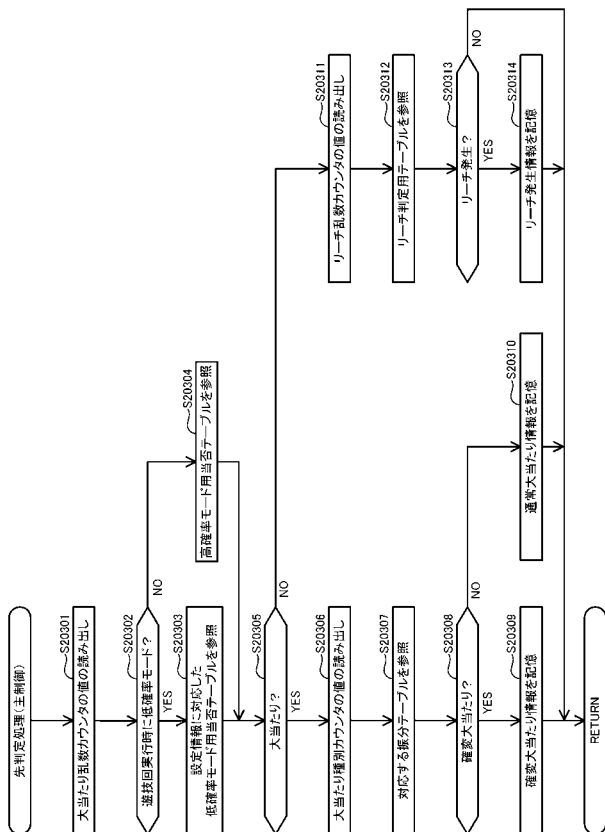 先判定処理(主制御)
S20301
大当たり乱数カウンタの値の読み出し
S20302
遊技回実行時に低確率モード?
NO
YES
S20303
設定情報に対応した
低確率モード用当否テーブルを参照
S20304
高確率モード用当否テーブルを参照
S20305
大当たり?
NO
YES
S20306
大当たり種別カウンタの値の読み出し
S20307
対応する振分テーブルを参照
S20308
確変大当たり?
NO
YES
S20309
確変大当たり情報を記憶
S20310
通常大当たり情報を記憶
S20311
リーチ乱数カウンタの値の読み出し
S20312
リーチ判定用テーブルを参照
S20313
リーチ発生?
NO
YES
S20314
リーチ発生情報を記憶
RETURN